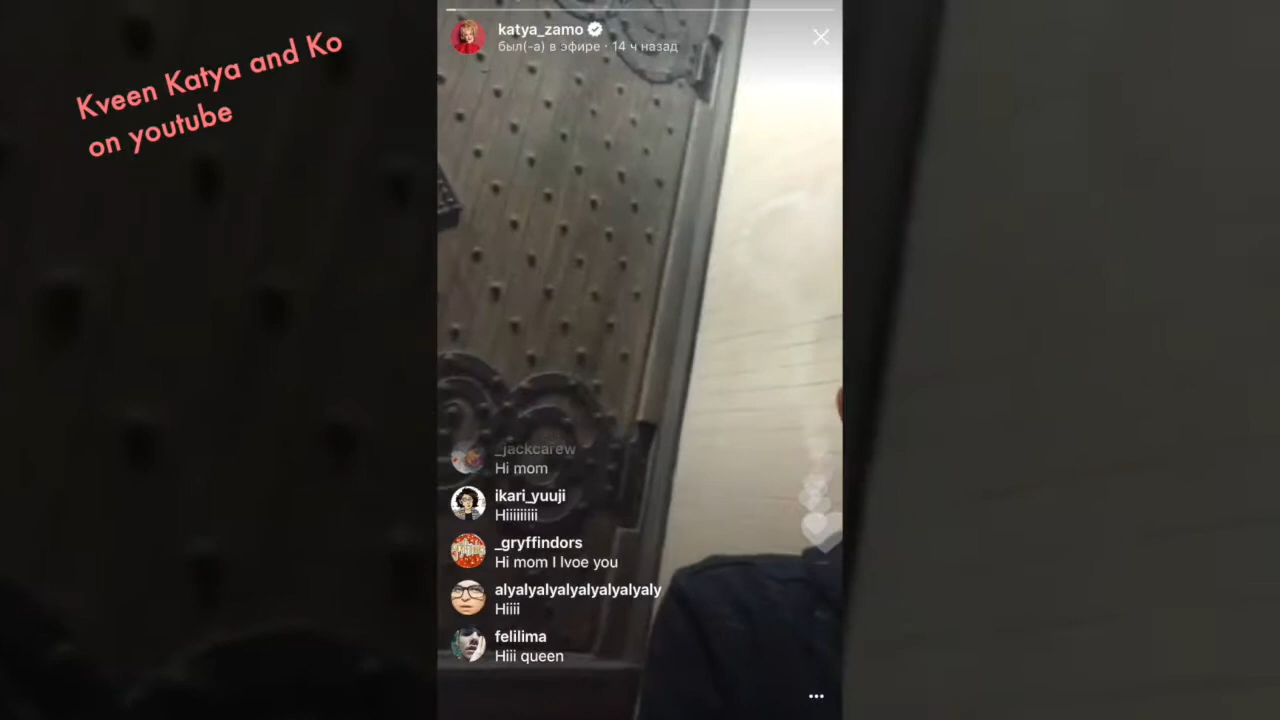 Kveen Katya and Ko
on youtube
katya_zamo
был(-а) в эфире · 14 ч назад
_jackcarew
Hi mom
ikari_yuuji
Hiiiiiiiii
_gryffindors
Hi mom I lvoe you
alyalyalyalyalyalyalyaly
Hiiii
felilima
Hiii queen